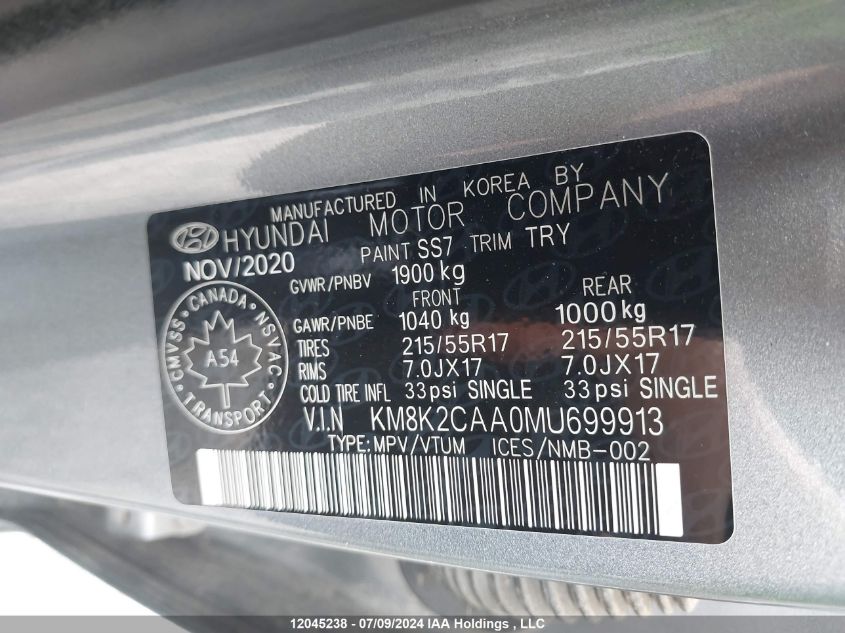 MANUFACTURED IN KOREA BY
HYUNDAI MOTOR COMPANY
NOV/2020 PAINT SS7 TRIM TRY
GVWR/PNBV 1900 kg
FRONT REAR
GAWR/PNBE 1040 kg 1000 kg
TIRES 215/55R17 215/55R17
RIMS 7.0JX17 7.0JX17
COLD TIRE INFL 33psi SINGLE 33psi SINGLE
V.I.N KM8K2CAA0MU699913
TYPE:MPV/VTUM ICES/NMB-002
CMVSS · CANADA · NSVAC
A54
TRANSPORT
12045238 - 07/09/2024 IAA Holdings , LLC